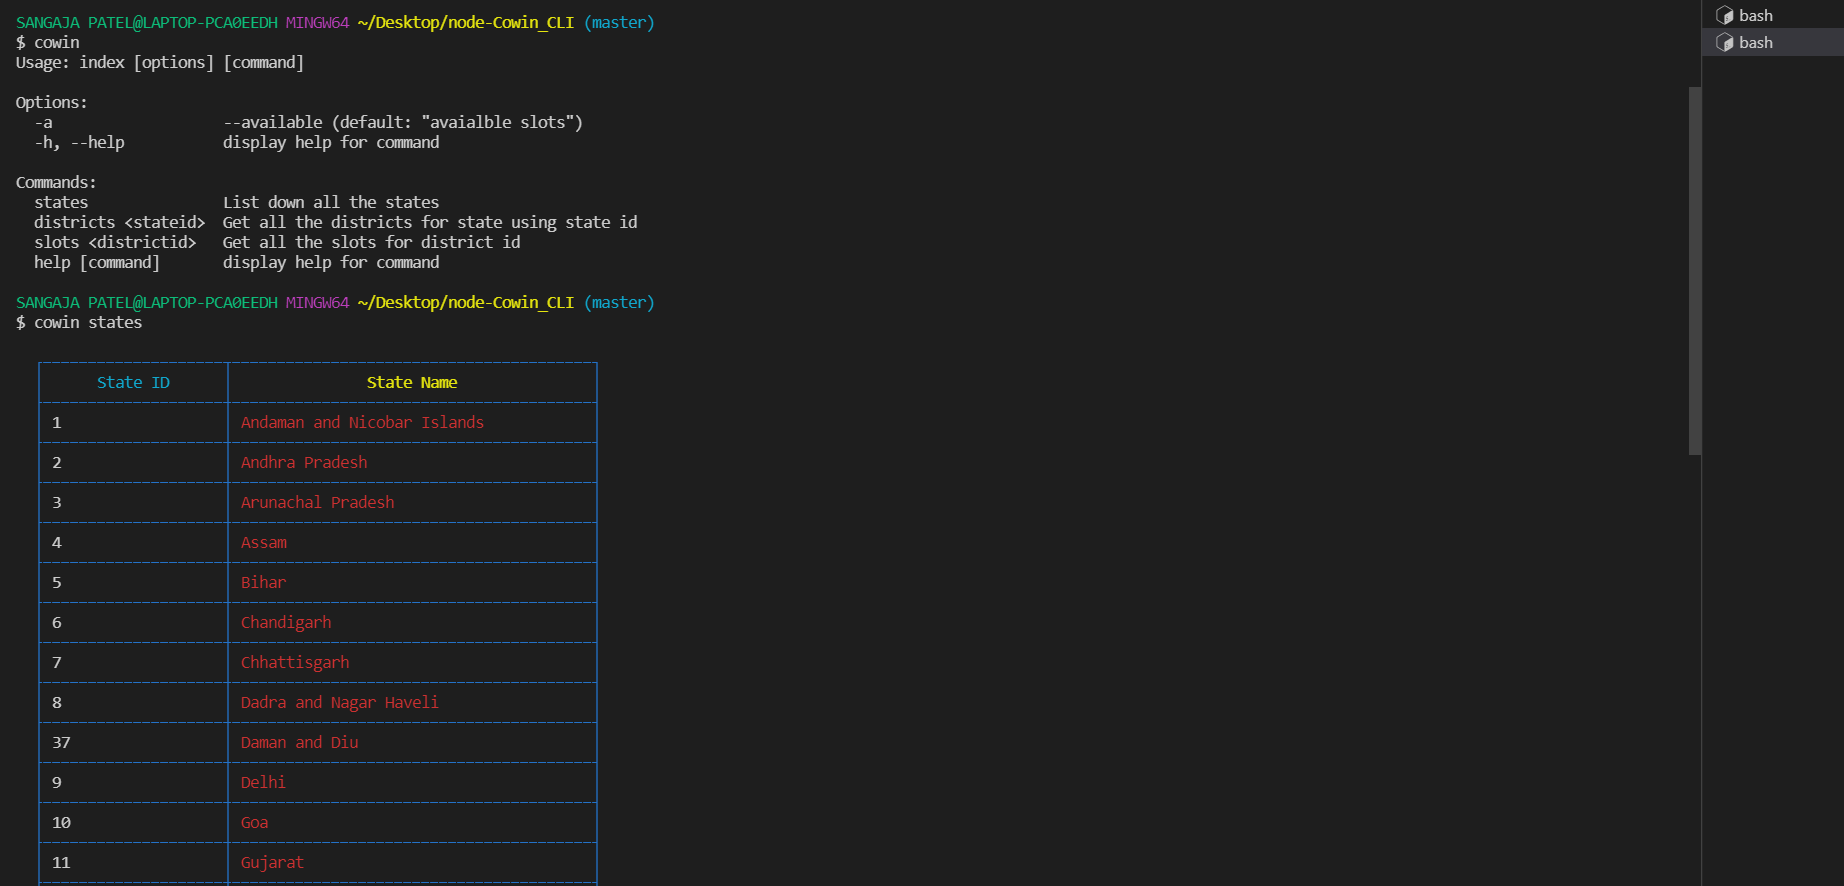 SANGAJA PATEL@LAPTOP-PCA0EEDH MINGW64 ~/Desktop/node-Cowin_CLI (master)
$ cowin
Usage: index [options] [command]
Options:
-a --available (default: "avaialble slots")
-h, --help display help for command
Commands:
states List down all the states
districts <stateid> Get all the districts for state using state id
slots <districtid> Get all the slots for district id
help [command] display help for command
SANGAJA PATEL@LAPTOP-PCA0EEDH MINGW64 ~/Desktop/node-Cowin_CLI (master)
$ cowin states
State ID State Name
1 Andaman and Nicobar Islands
2 Andhra Pradesh
3 Arunachal Pradesh
4 Assam
5 Bihar
6 Chandigarh
7 Chhattisgarh
8 Dadra and Nagar Haveli
37 Daman and Diu
9 Delhi
10 Goa
11 Gujarat
bash
bash